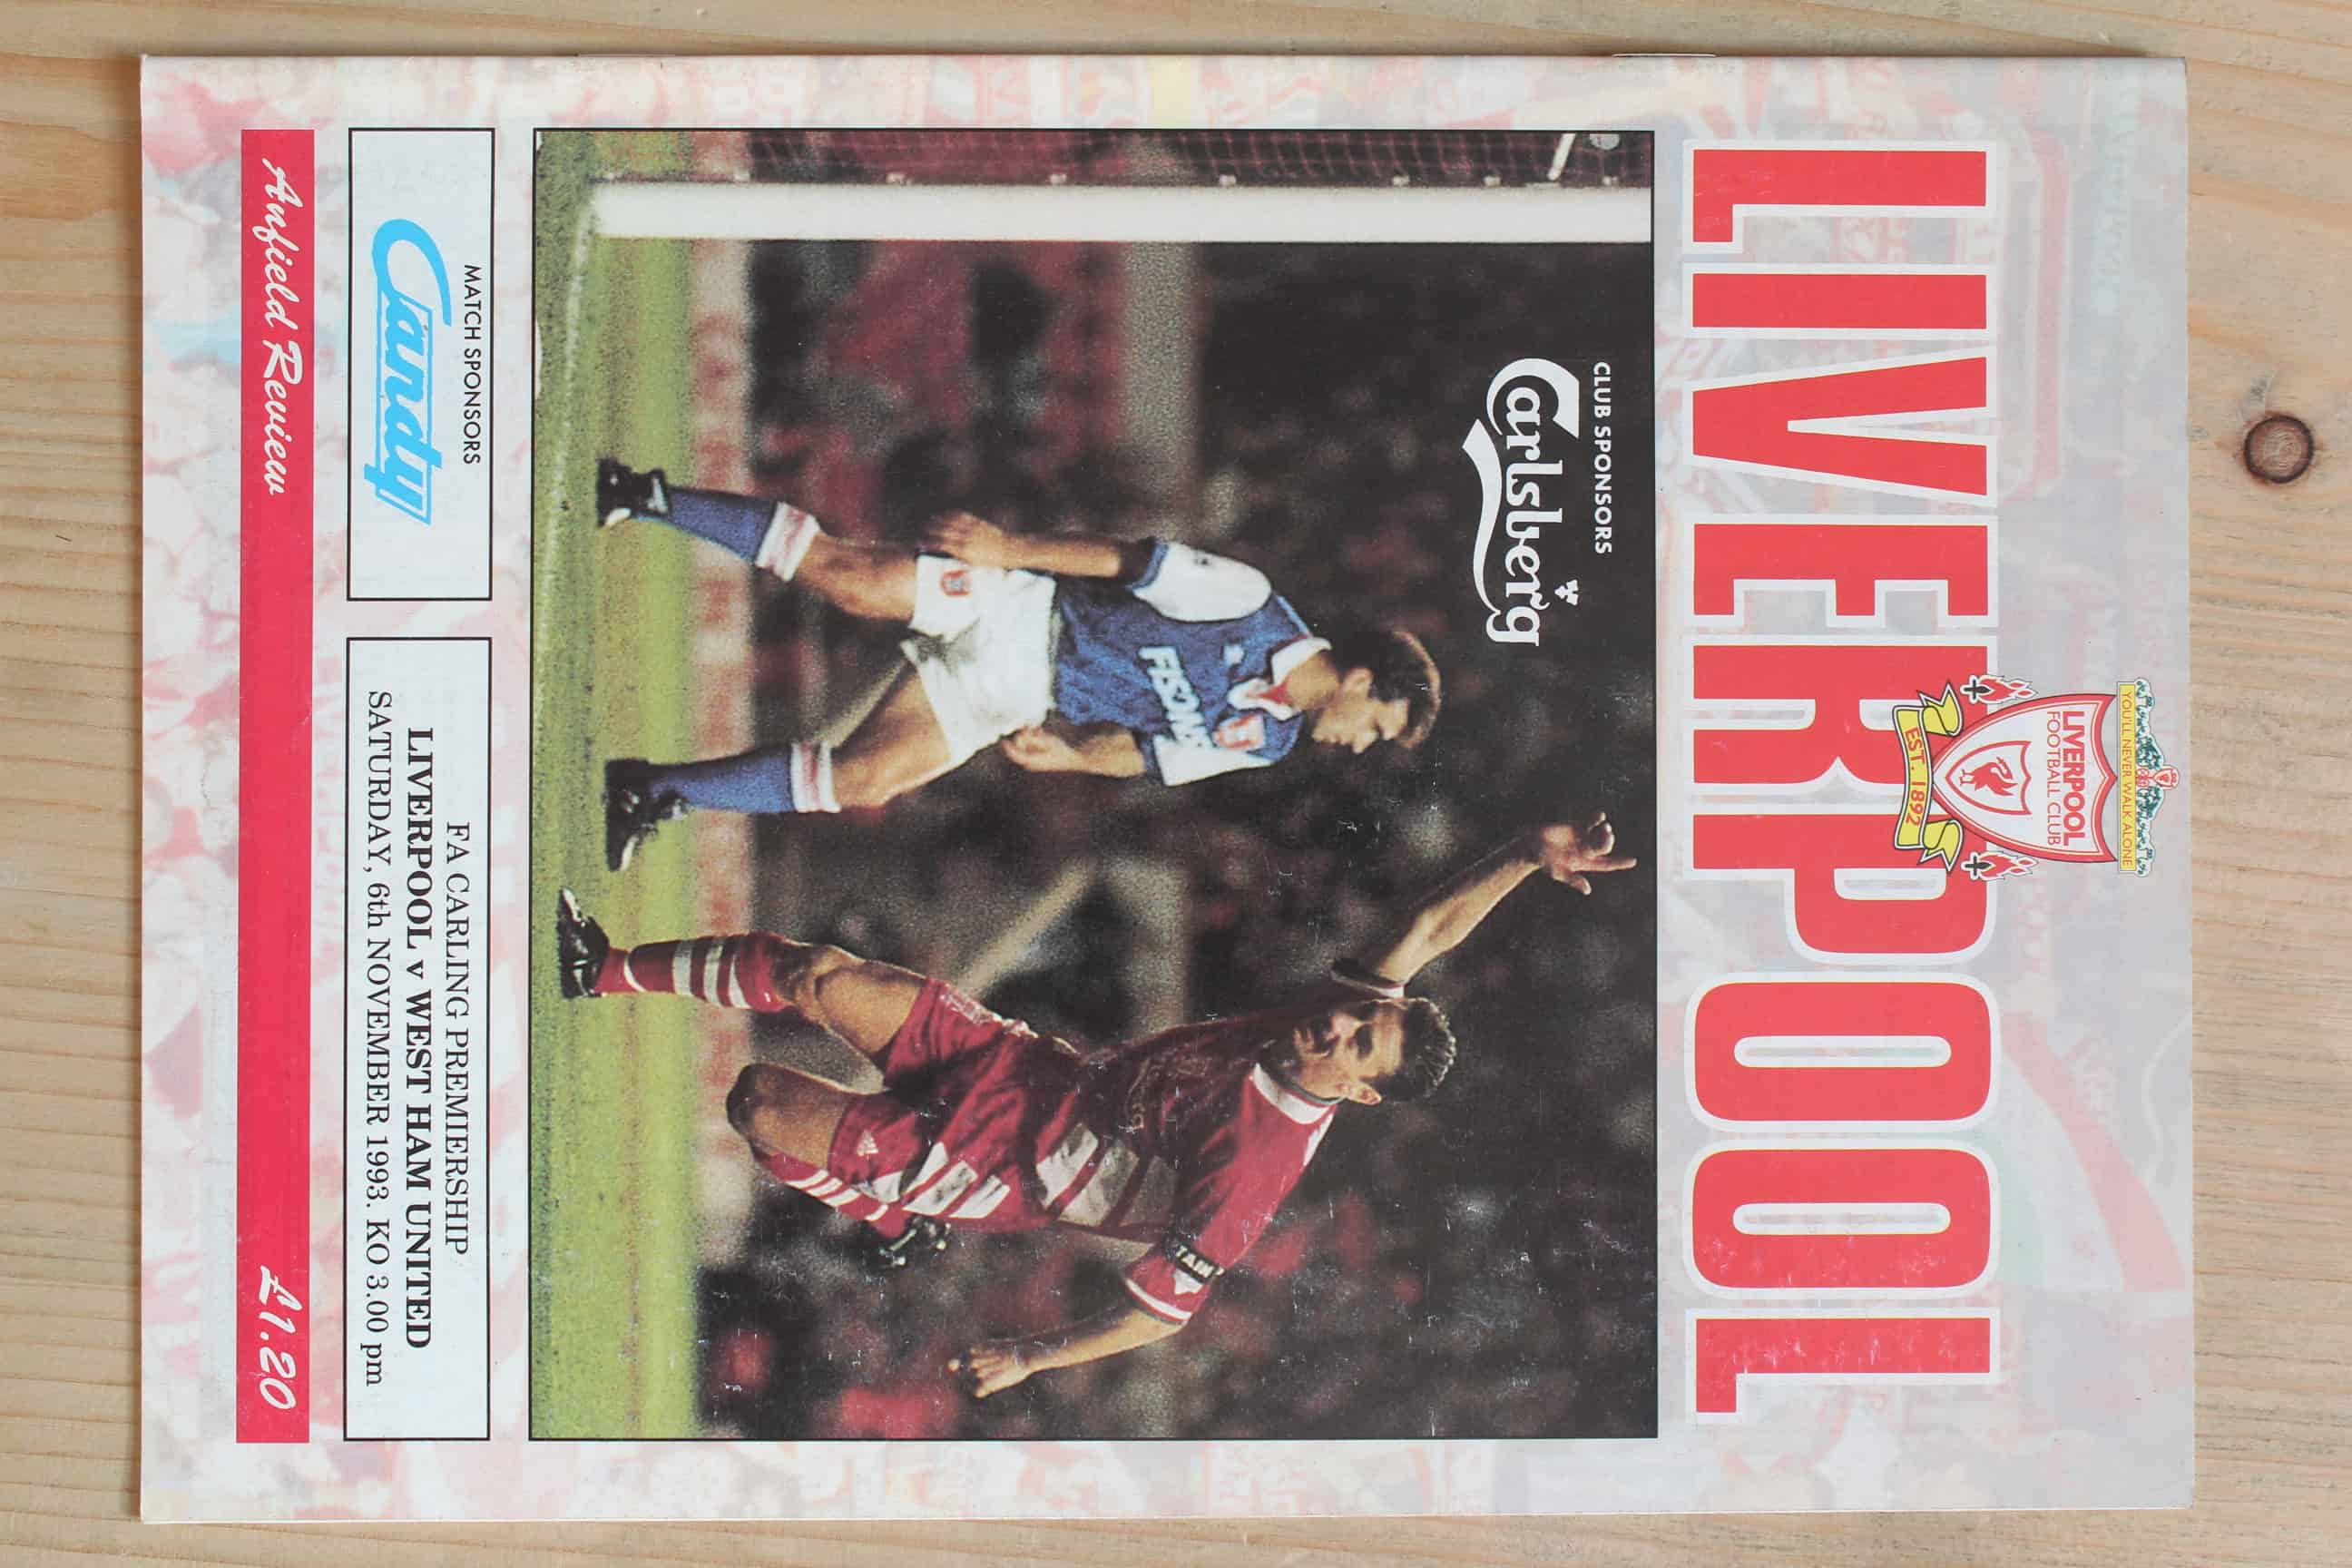 YOU'LL NEVER WALK ALONE
LIVERPOOL
FOOTBALL CLUB
EST. 1892
LIVERPOOL
CLUB SPONSORS
Carlsberg
MATCH SPONSORS
Candy
FA CARLING PREMIERSHIP
LIVERPOOL v WEST HAM UNITED
SATURDAY, 6th NOVEMBER 1993. KO 3.00 pm
Anfield Review £1.20